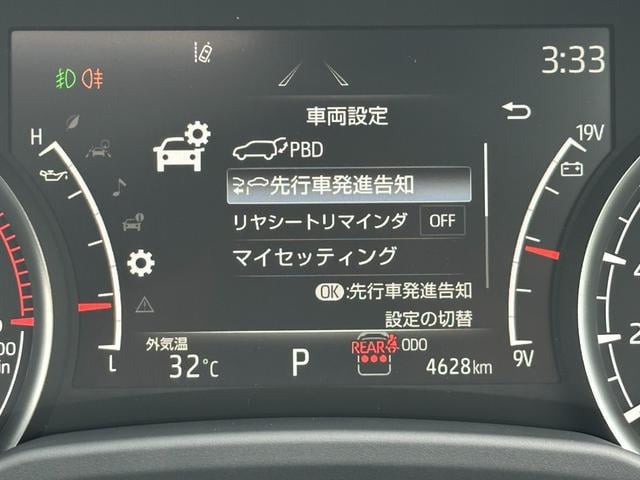 3:33
車両設定
H
19V
PBD
先行車発進告知
リヤシートリマインダ OFF
マイセッティング
OK:先行車発進告知
設定の切替
L
9V
外気温
32℃
P
REAR
ODO
4628km